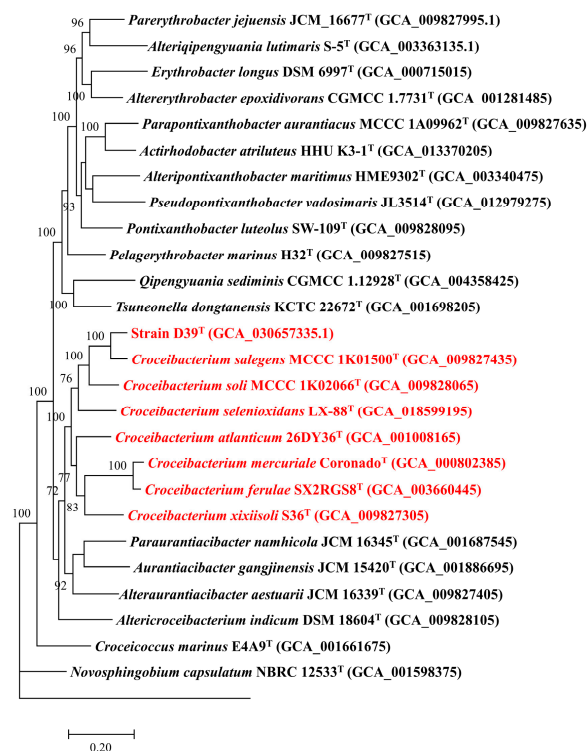 Parerythrobacter jejuensis JCM_16677ᵀ (GCA_009827995.1)
96
Alteriqipengyuania lutimaris S-5ᵀ (GCA_003363135.1)
96
Erythrobacter longus DSM 6997ᵀ (GCA_000715015)
100
Altererythrobacter epoxidivorans CGMCC 1.7731ᵀ (GCA_001281485)
Parapontixanthobacter aurantiacus MCCC 1A09962ᵀ (GCA_009827635)
100
Actirhodobacter atriluteus HHU K3-1ᵀ (GCA_013370205)
Alteripontixanthobacter maritimus HME9302ᵀ (GCA_003340475)
Pseudopontixanthobacter vadosimaris JL3514ᵀ (GCA_012979275)
93
Pontixanthobacter luteolus SW-109ᵀ (GCA_009828095)
100
Pelagerythrobacter marinus H32ᵀ (GCA_009827515)
Qipengyuania sediminis CGMCC 1.12928ᵀ (GCA_004358425)
100
Tsuneonella dongtanensis KCTC 22672ᵀ (GCA_001698205)
Strain D39ᵀ (GCA_030657335.1)
100
Croceibacterium salegens MCCC 1K01500ᵀ (GCA_009827435)
100
Croceibacterium soli MCCC 1K02066ᵀ (GCA_009828065)
76
100
Croceibacterium selenioxidans LX-88ᵀ (GCA_018599195)
100
Croceibacterium atlanticum 26DY36ᵀ (GCA_001008165)
Croceibacterium mercuriale Coronadoᵀ (GCA_000802385)
100
77
72
Croceibacterium ferulae SX2RGS8ᵀ (GCA_003660445)
83
100
Croceibacterium xixiisoli S36ᵀ (GCA_009827305)
Paraurantiacibacter namhicola JCM 16345ᵀ (GCA_001687545)
Aurantiacibacter gangjinensis JCM 15420ᵀ (GCA_001886695)
92
Alteraurantiacibacter aestuarii JCM 16339ᵀ (GCA_009827405)
Altericroceibacterium indicum DSM 18604ᵀ (GCA_009828105)
Croceicoccus marinus E4A9ᵀ (GCA_001661675)
Novosphingobium capsulatum NBRC 12533ᵀ (GCA_001598375)
0.20